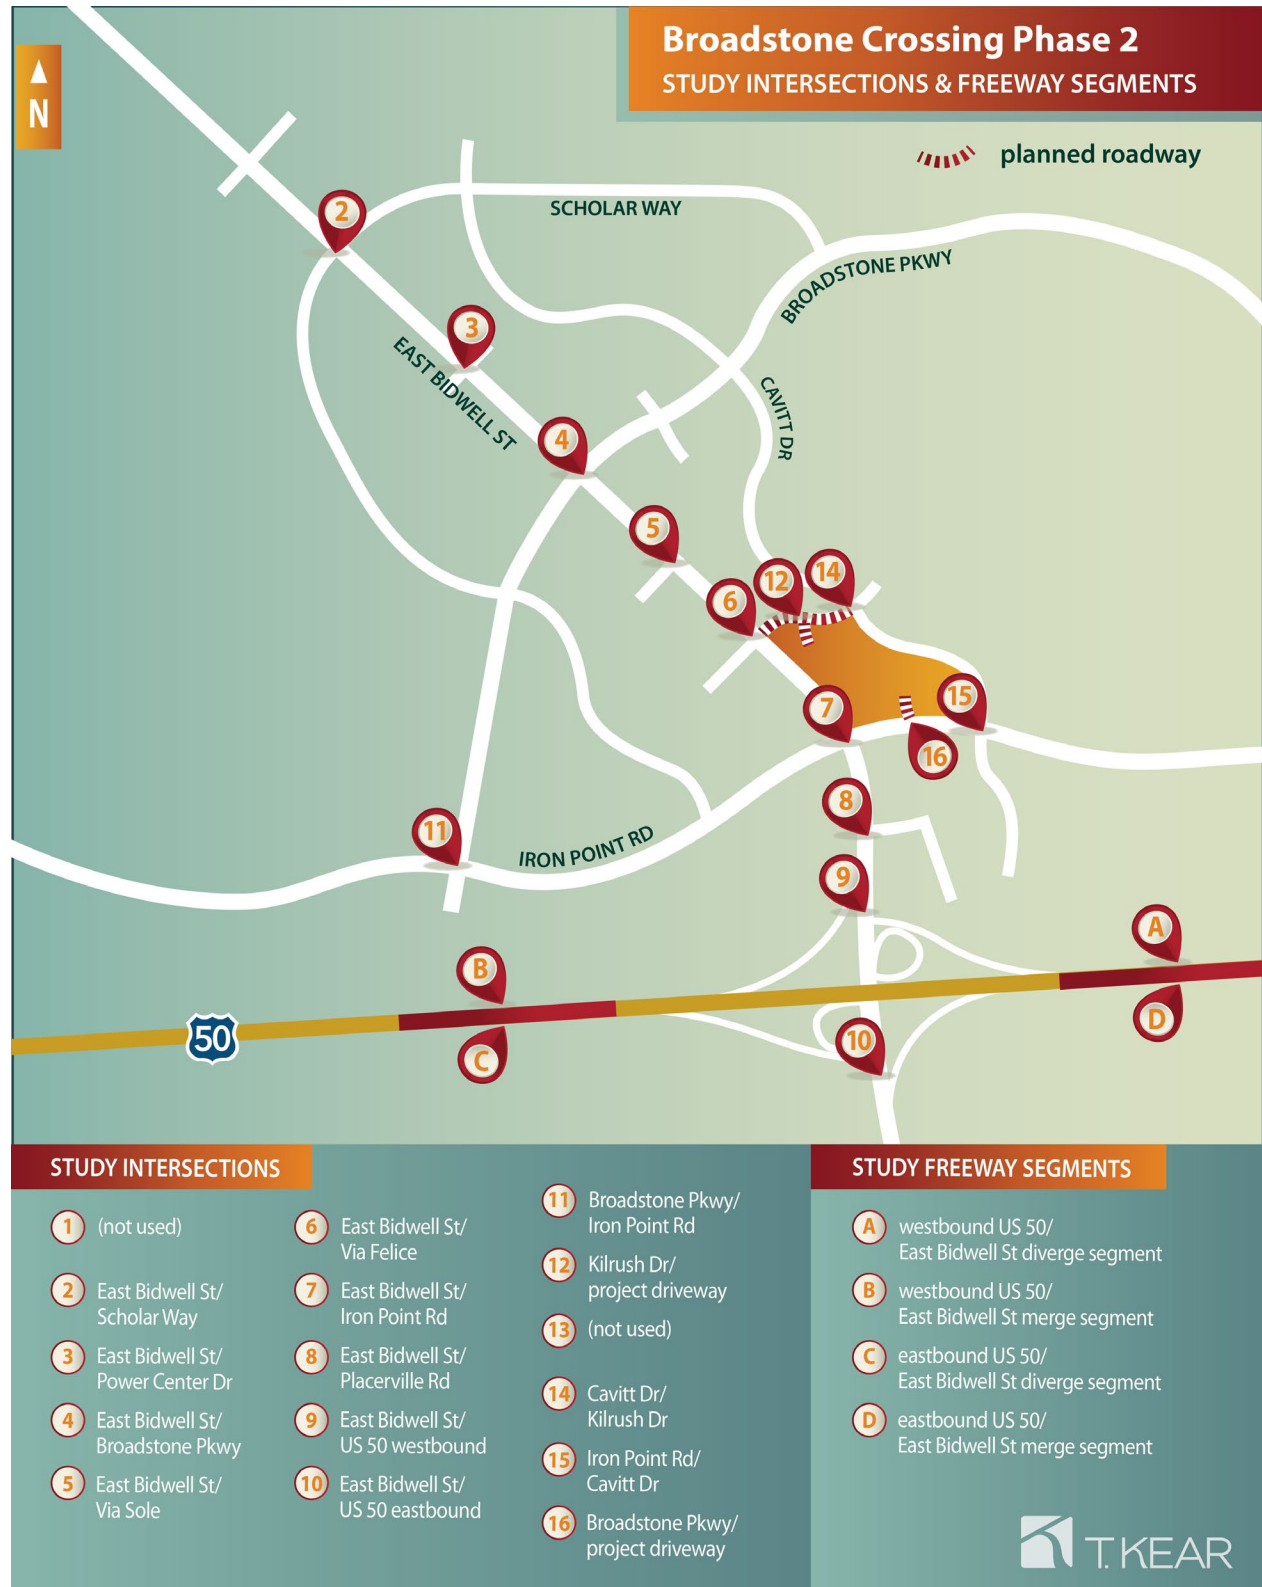 Broadstone Crossing Phase 2
STUDY INTERSECTIONS & FREEWAY SEGMENTS
N
planned roadway
2
SCHOLAR WAY
BROADSTONE PKWY
3
EAST BIDWELL ST
CAVITT DR
4
5
6
12
14
7
15
16
8
11
IRON POINT RD
9
A
B
50
C
10
D
STUDY INTERSECTIONS
1 (not used)
2 East Bidwell St/
Scholar Way
3 East Bidwell St/
Power Center Dr
4 East Bidwell St/
Broadstone Pkwy
5 East Bidwell St/
Via Sole
6 East Bidwell St/
Via Felice
7 East Bidwell St/
Iron Point Rd
8 East Bidwell St/
Placerville Rd
9 East Bidwell St/
US 50 westbound
10 East Bidwell St/
US 50 eastbound
11 Broadstone Pkwy/
Iron Point Rd
12 Kilrush Dr/
project driveway
13 (not used)
14 Cavitt Dr/
Kilrush Dr
15 Iron Point Rd/
Cavitt Dr
16 Broadstone Pkwy/
project driveway
STUDY FREEWAY SEGMENTS
A westbound US 50/
East Bidwell St diverge segment
B westbound US 50/
East Bidwell St merge segment
C eastbound US 50/
East Bidwell St diverge segment
D eastbound US 50/
East Bidwell St merge segment
T.KEAR